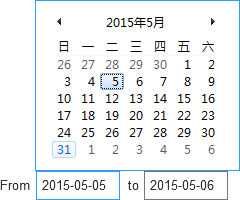 2015年5月
日 一 二 三 四 五 六
26 27 28 29 30 1 2
3 4 5 6 7 8 9
10 11 12 13 14 15 16
17 18 19 20 21 22 23
24 25 26 27 28 29 30
31 1 2 3 4 5 6
From 2015-05-05 to 2015-05-06